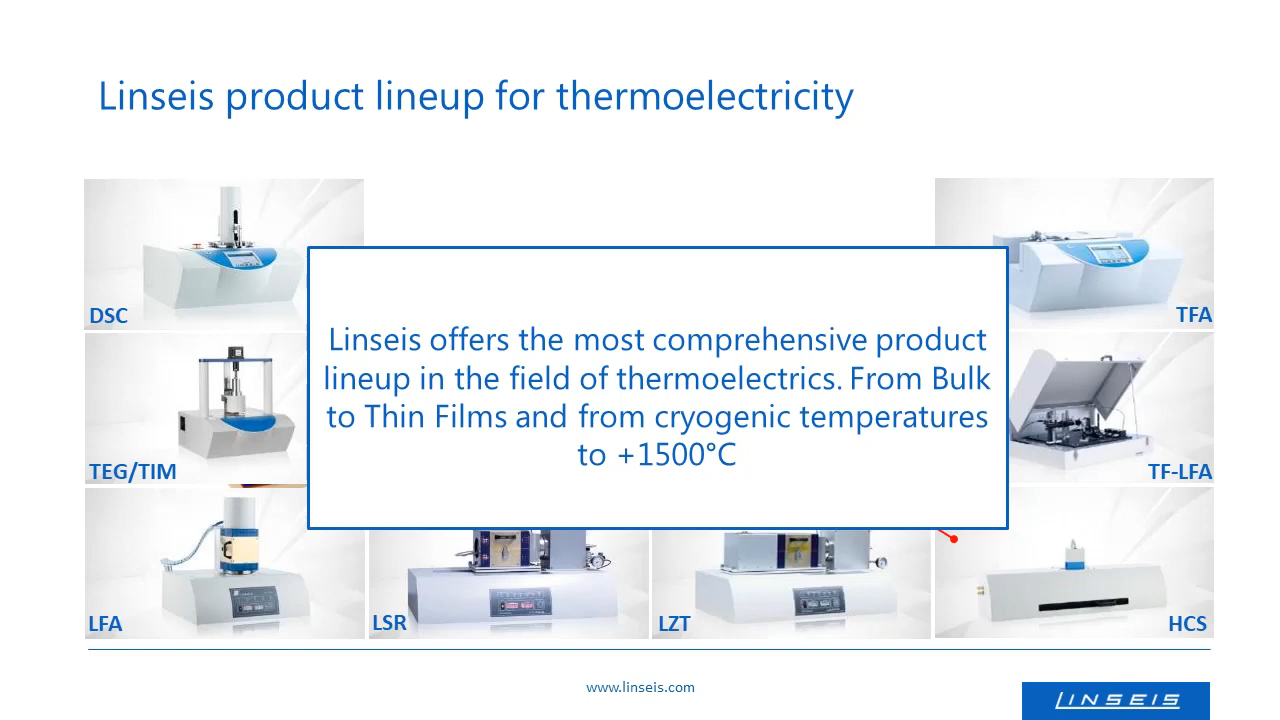 Linseis product lineup for thermoelectricity
DSC
TFA
Linseis offers the most comprehensive product
lineup in the field of thermoelectrics. From Bulk
to Thin Films and from cryogenic temperatures
to +1500°C
TEG/TIM
TF-LFA
LFA
LSR
LZT
HCS
www.linseis.com
LINSEIS